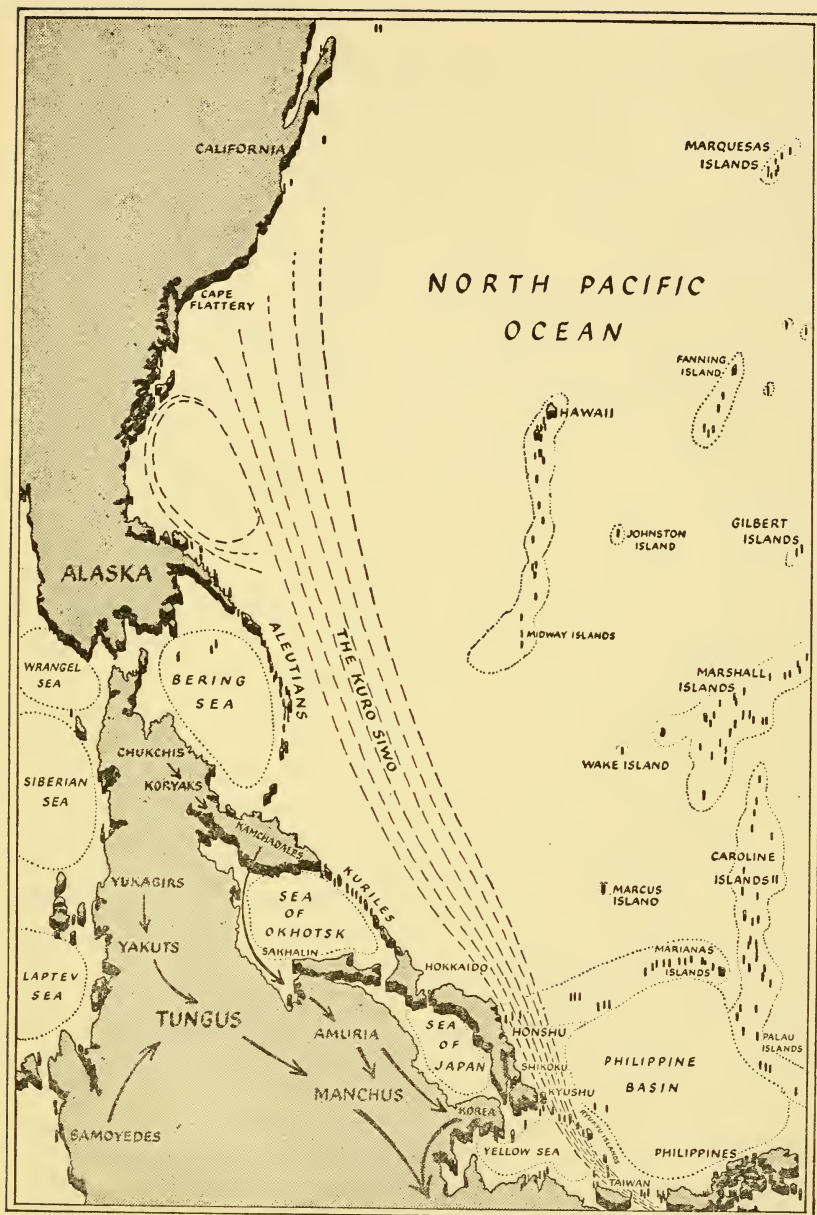 CALIFORNIA
MARQUESAS
ISLANDS
NORTH PACIFIC
OCEAN
CAPE
FLATTERY
FANNING
ISLAND
HAWAII
JOHNSTON
ISLAND
GILBERT
ISLANDS
ALASKA
MIDWAY ISLANDS
ALEUTIANS
THE KURO SIWO
WRANGEL
SEA
BERING
SEA
MARSHALL
ISLANDS
WAKE ISLAND
CHUKCHIS
KORYAKS
SIBERIAN
SEA
KAMCHADALES
KURILES
CAROLINE
ISLANDS
MARCUS
ISLAND
YUKAGIRS
SEA
OF
OKHOTSK
YAKUTS
SAKHALIN
HOKKAIDO
MARIANAS
ISLANDS
LAPTEV
SEA
TUNGUS
AMURIA
SEA
OF
JAPAN
HONSHU
PALAU
ISLANDS
SHIKOKU
PHILIPPINE
BASIN
MANCHUS
KYUSHU
KOREA
RYUKYU ISLANDS
SAMOYEDES
YELLOW SEA
PHILIPPINES
TAIWAN